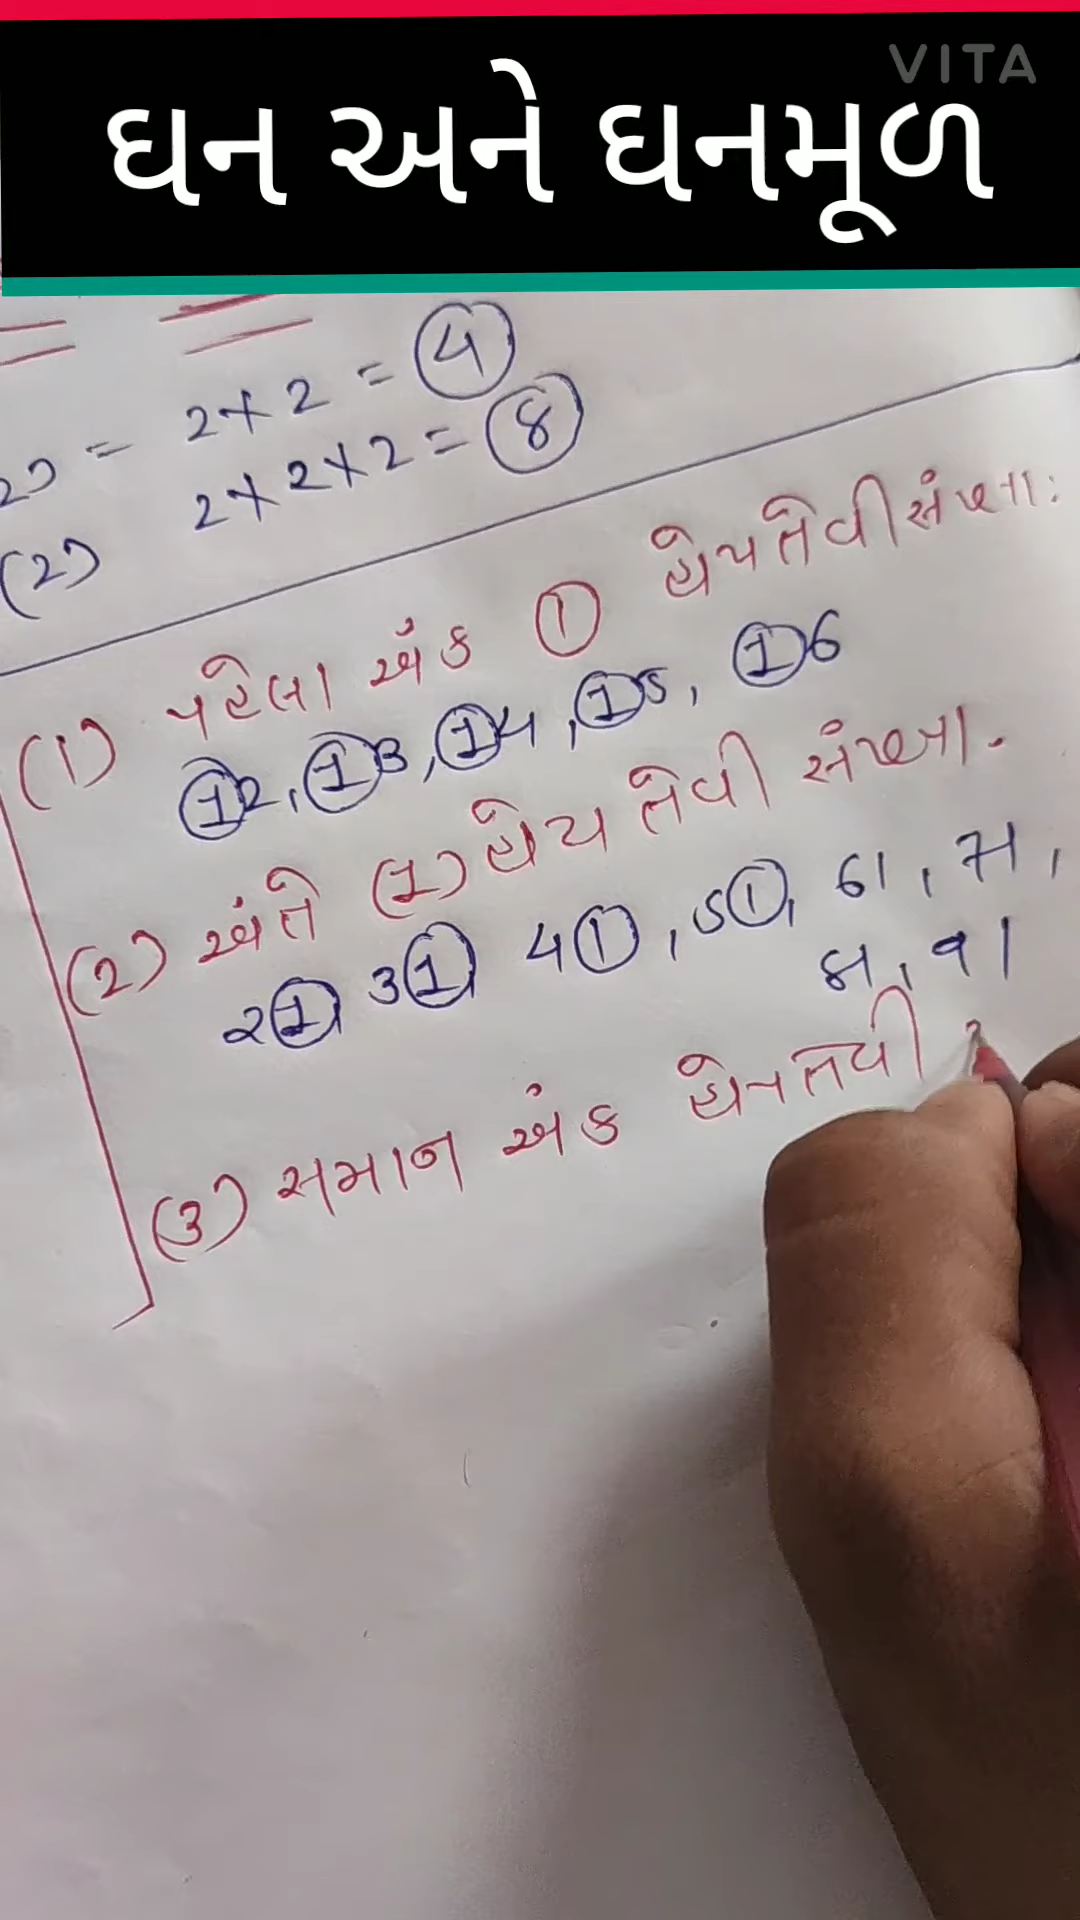 VITA
ઘન અને ઘનમૂળ
2) = 2×2 = 4
(2) 2×2×2 = 8
(1) પહેલા અંક 1 હોય તેવી સંખ્યા:
12, 13, 14, 15, 16
(2) અંતે (1) હોય તેવી સંખ્યા.
21 31 41, 51, 61, 71,
81, 91
(3) સમાન અંક હોય તેવી